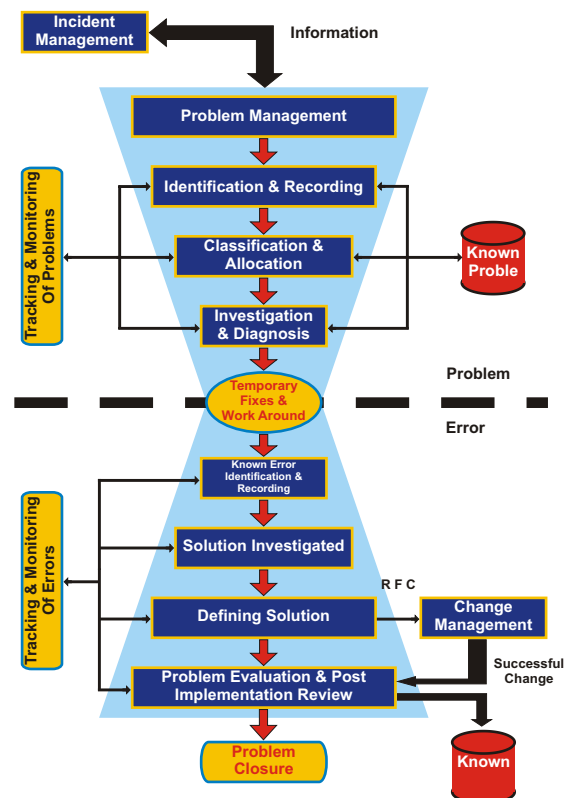 Incident
Management
Information
Problem Management
Identification & Recording
Tracking & Monitoring
Of Problems
Classification &
Allocation
Known
Proble
Investigation
& Diagnosis
Temporary
Fixes &
Work Around
Problem
Error
Known Error
Identification &
Recording
Tracking & Monitoring
Of Errors
Solution Investigated
R F C
Defining Solution
Change
Management
Successful
Change
Problem Evaluation & Post
Implementation Review
Problem
Closure
Known